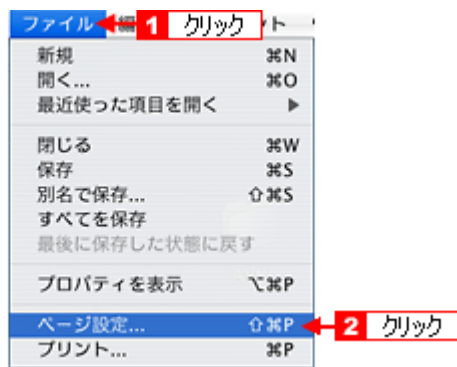 ファイル 1 クリック ト
新規 ⌘N
開く... ⌘O
最近使った項目を開く ▶
閉じる ⌘W
保存 ⌘S
別名で保存... ⇧⌘S
すべてを保存
最後に保存した状態に戻す
プロパティを表示 ⌥⌘P
ページ設定... ⇧⌘P 2 クリック
プリント... ⌘P